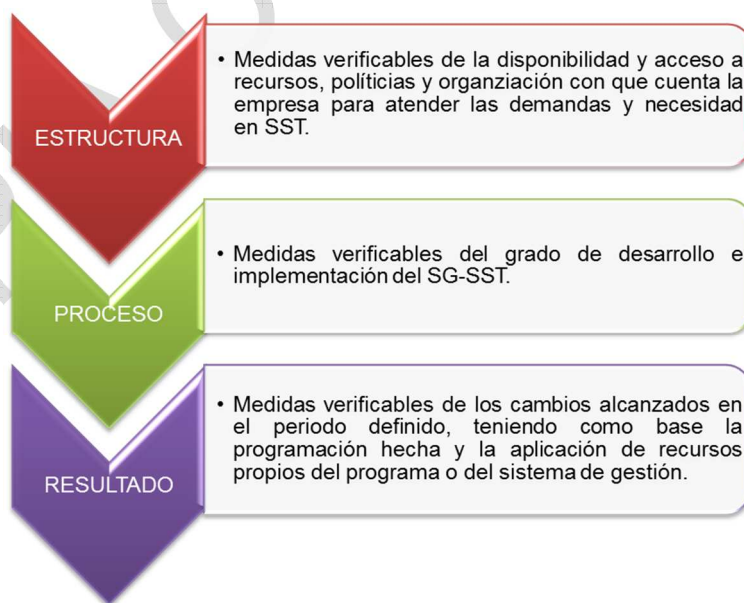 • Medidas verificables de la disponibilidad y acceso a
recursos, políticias y organziación con que cuenta la
empresa para atender las demandas y necesidad
en SST.
ESTRUCTURA
• Medidas verificables del grado de desarrollo e
implementación del SG-SST.
PROCESO
• Medidas verificables de los cambios alcanzados en
el periodo definido, teniendo como base la
programación hecha y la aplicación de recursos
propios del programa o del sistema de gestión.
RESULTADO